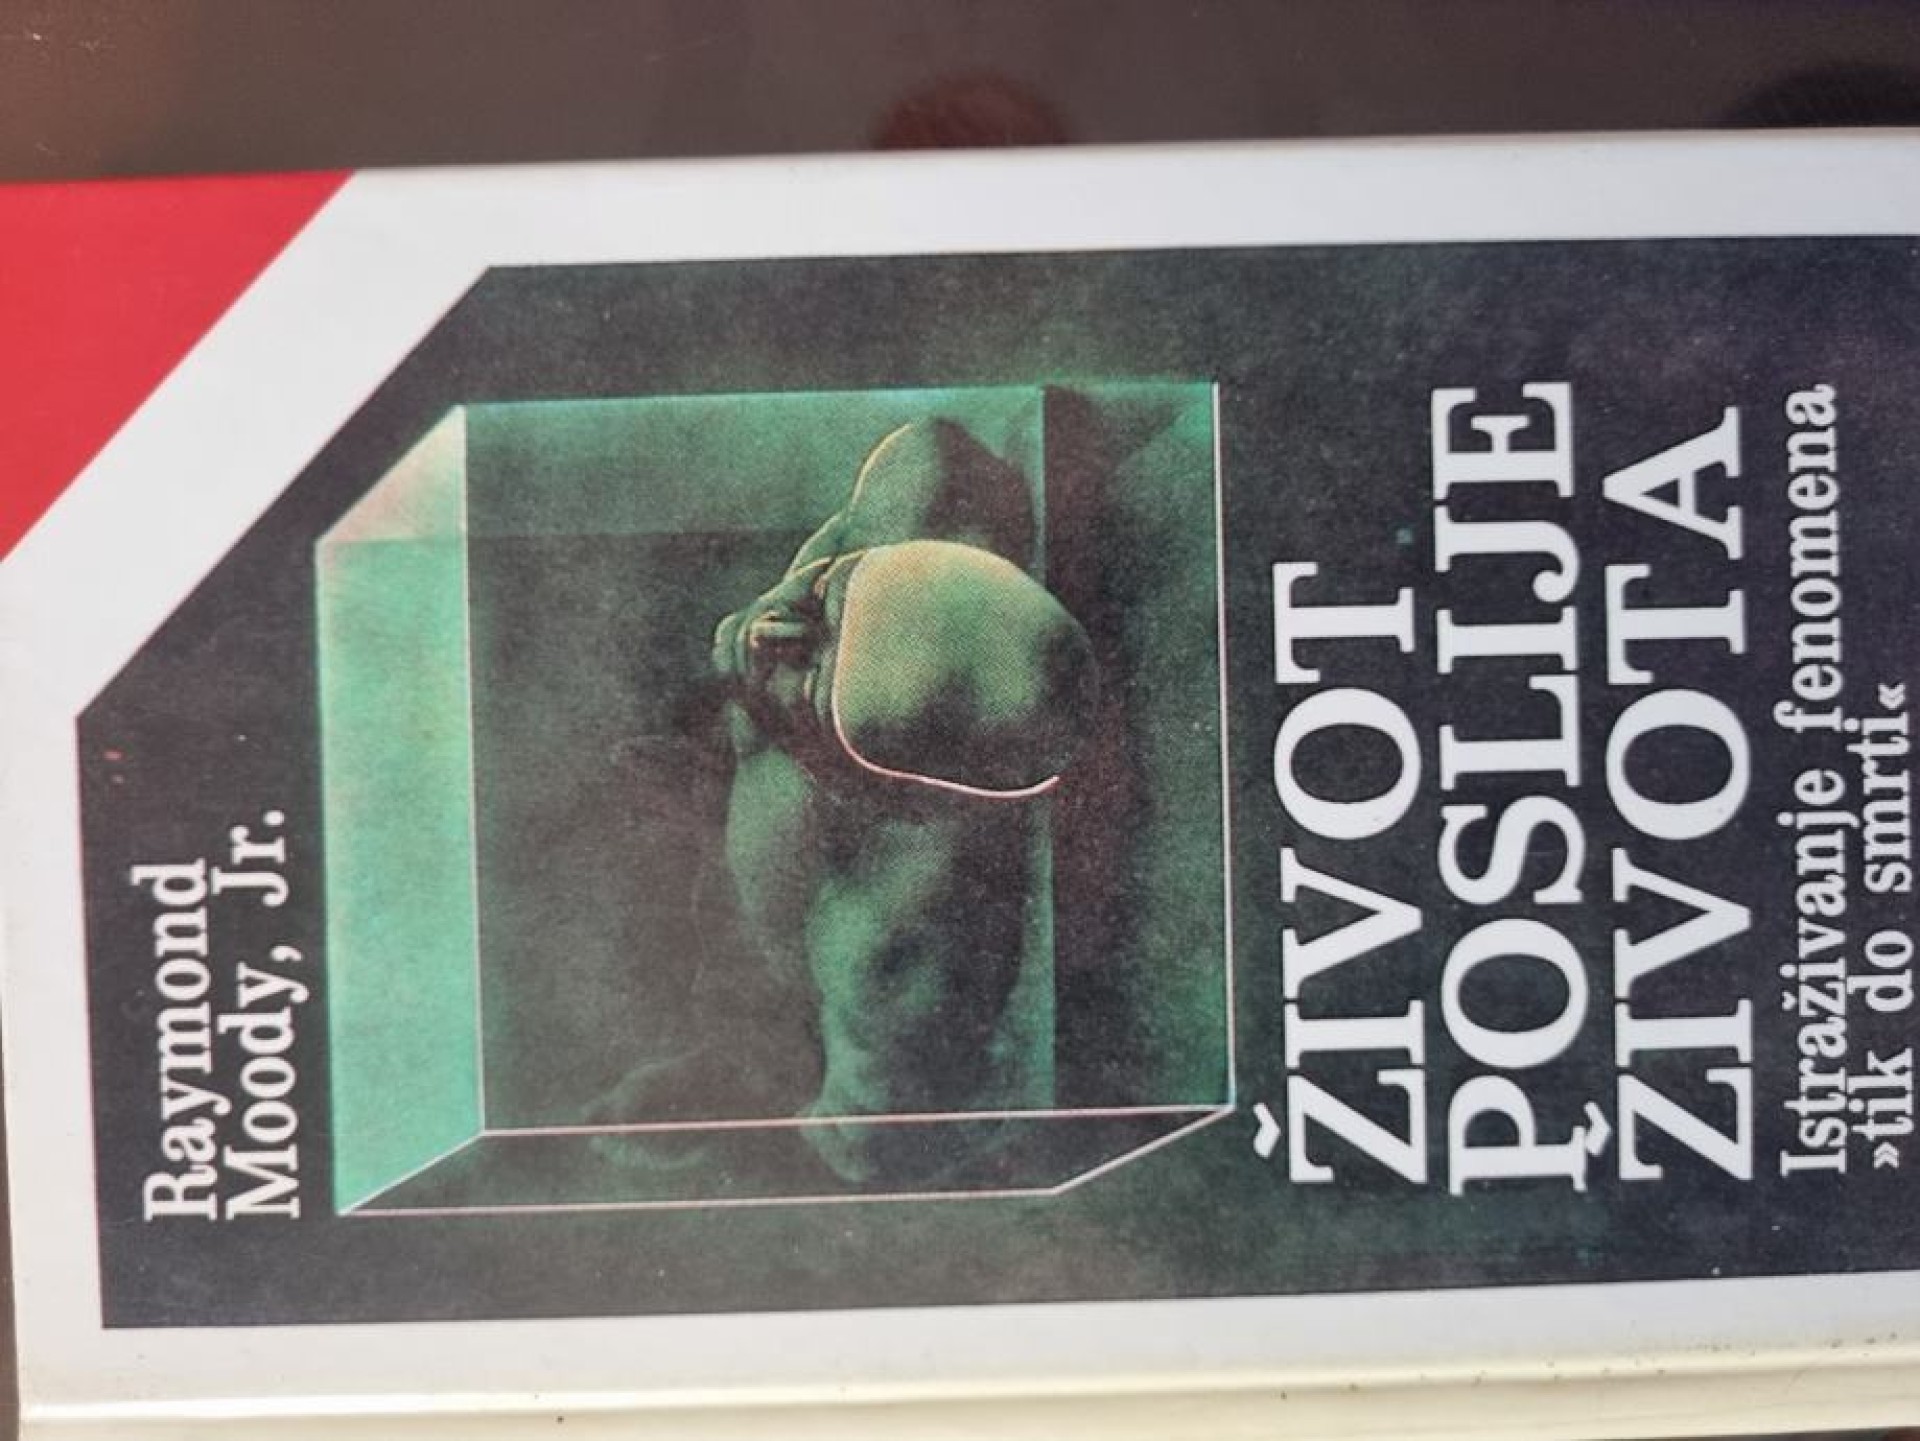 Raymond
Moody, Jr.
ŽIVOT
POSLIJE
ŽIVOTA
Istraživanje fenomena
»tik do smrti«